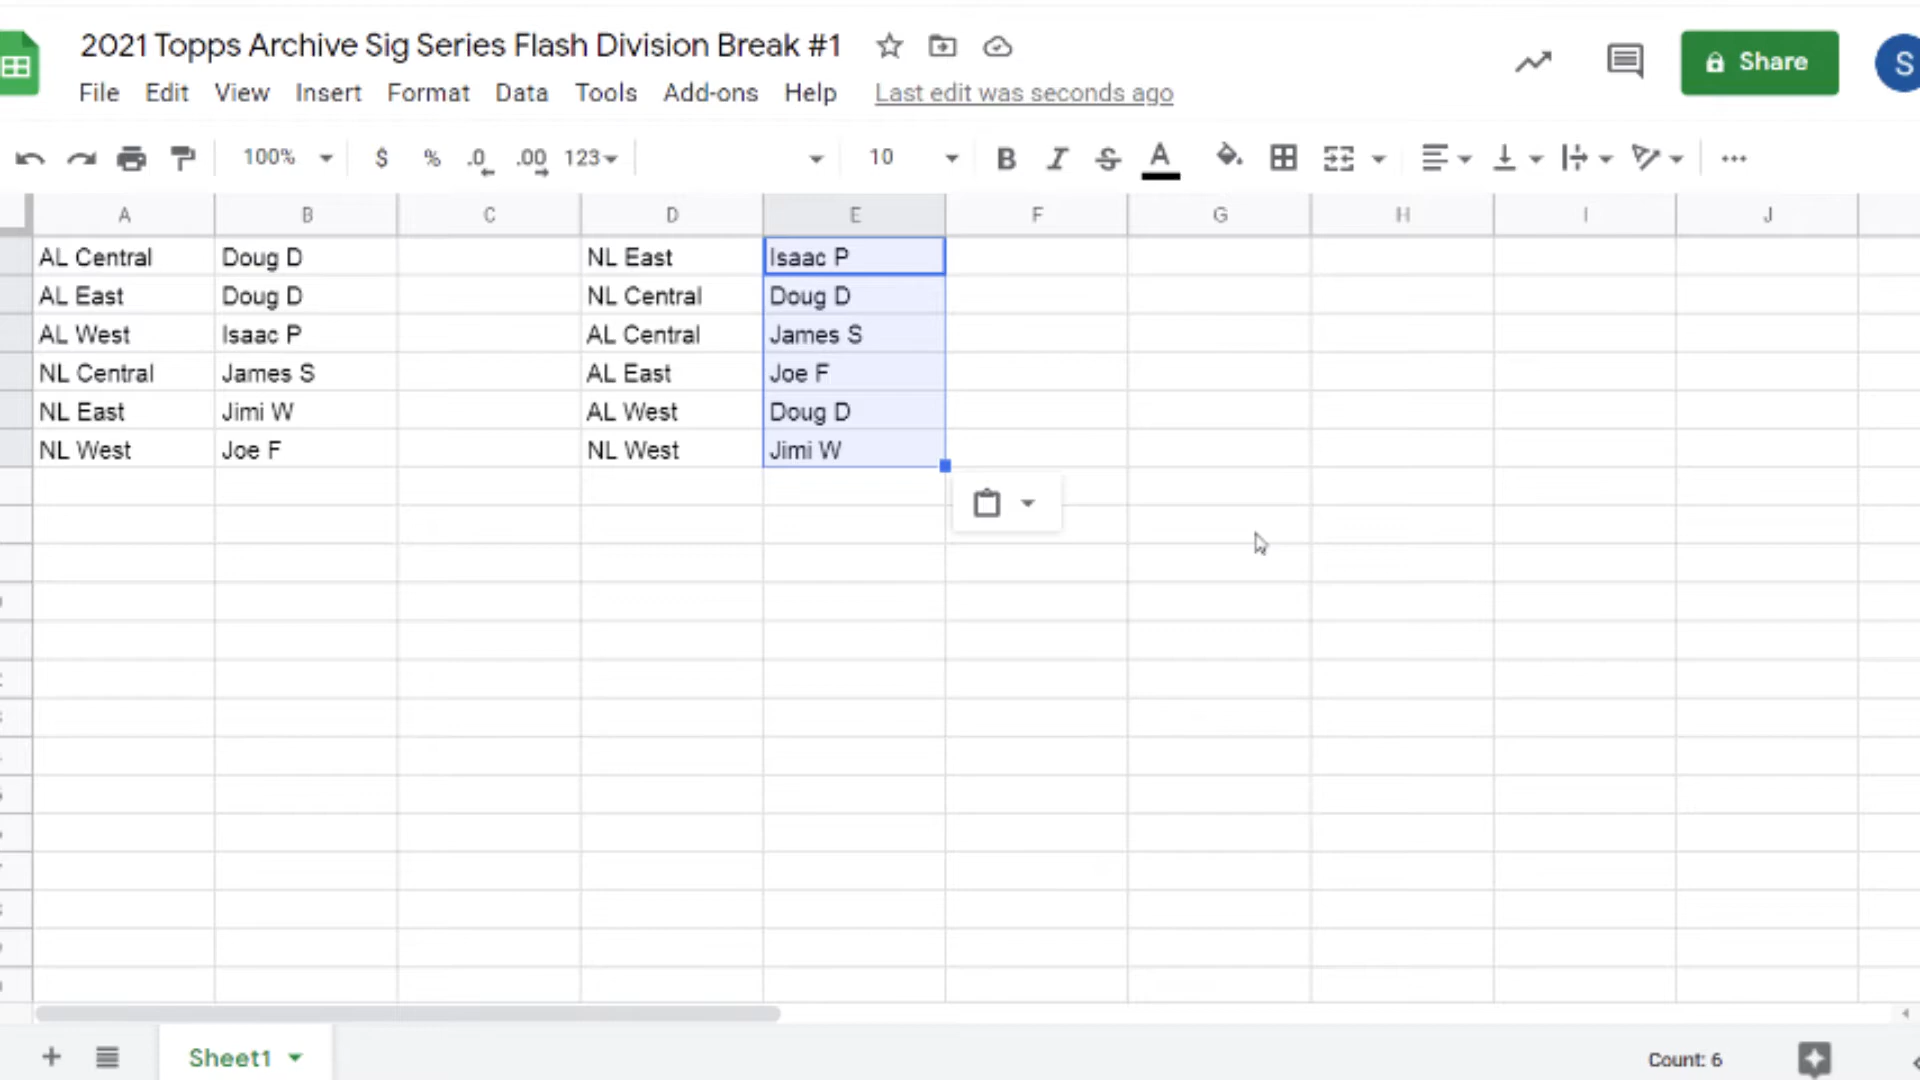 2021 Topps Archive Sig Series Flash Division Break #1
Share
S
File Edit View Insert Format Data Tools Add-ons Help Last edit was seconds ago
100% $ % .0 .00 123 10 B I S A
A B C D E F G H I J
AL Central Doug D NL East Isaac P
AL East Doug D NL Central Doug D
AL West Isaac P AL Central James S
NL Central James S AL East Joe F
NL East Jimi W AL West Doug D
NL West Joe F NL West Jimi W
Sheet1
Count: 6